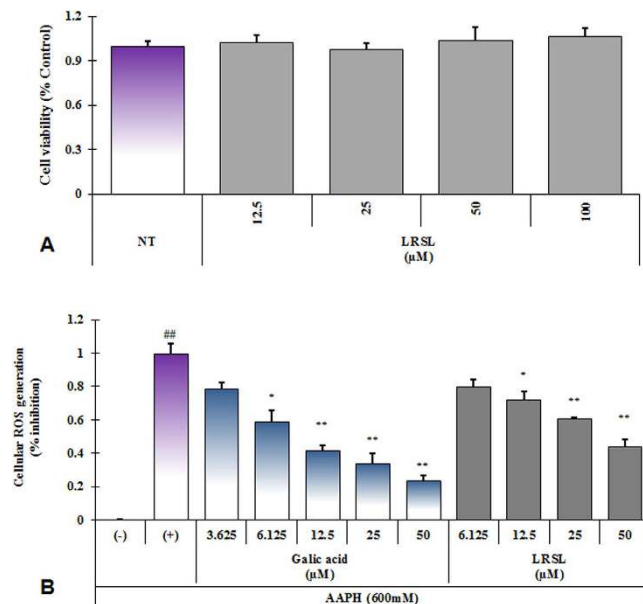 Cell viability (% Control)
1.2
0.9
0.6
0.3
0
12.5
25
50
100
NT
LRSL
(µM)
A
Cellular ROS generation
(% inhibition)
1.2
1
0.8
0.6
0.4
0.2
0
##
*
**
**
**
*
**
**
(-)
(+)
3.625
6.125
12.5
25
50
6.125
12.5
25
50
Galic acid
(µM)
LRSL
(µM)
B
AAPH (600mM)